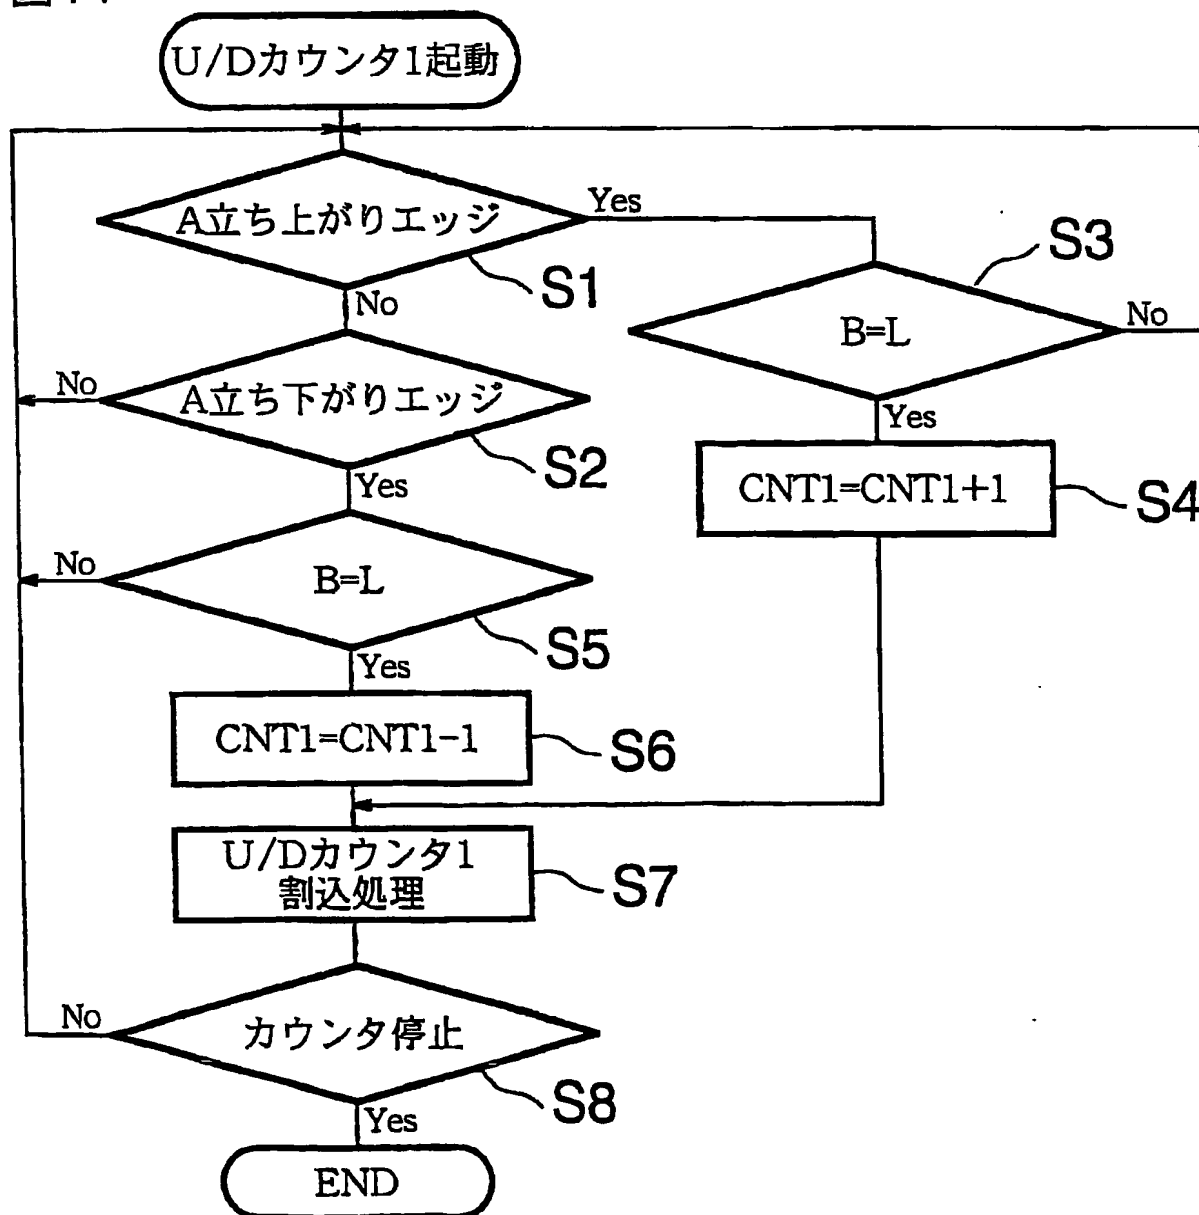 U/Dカウンタ1起動
A立ち上がりエッジ
Yes
S1
No
S3
B=L
No
Yes
No
A立ち下がりエッジ
S2
Yes
CNT1=CNT1+1
S4
No
B=L
S5
Yes
CNT1=CNT1-1
S6
U/Dカウンタ1
割込処理
S7
No
カウンタ停止
S8
Yes
END